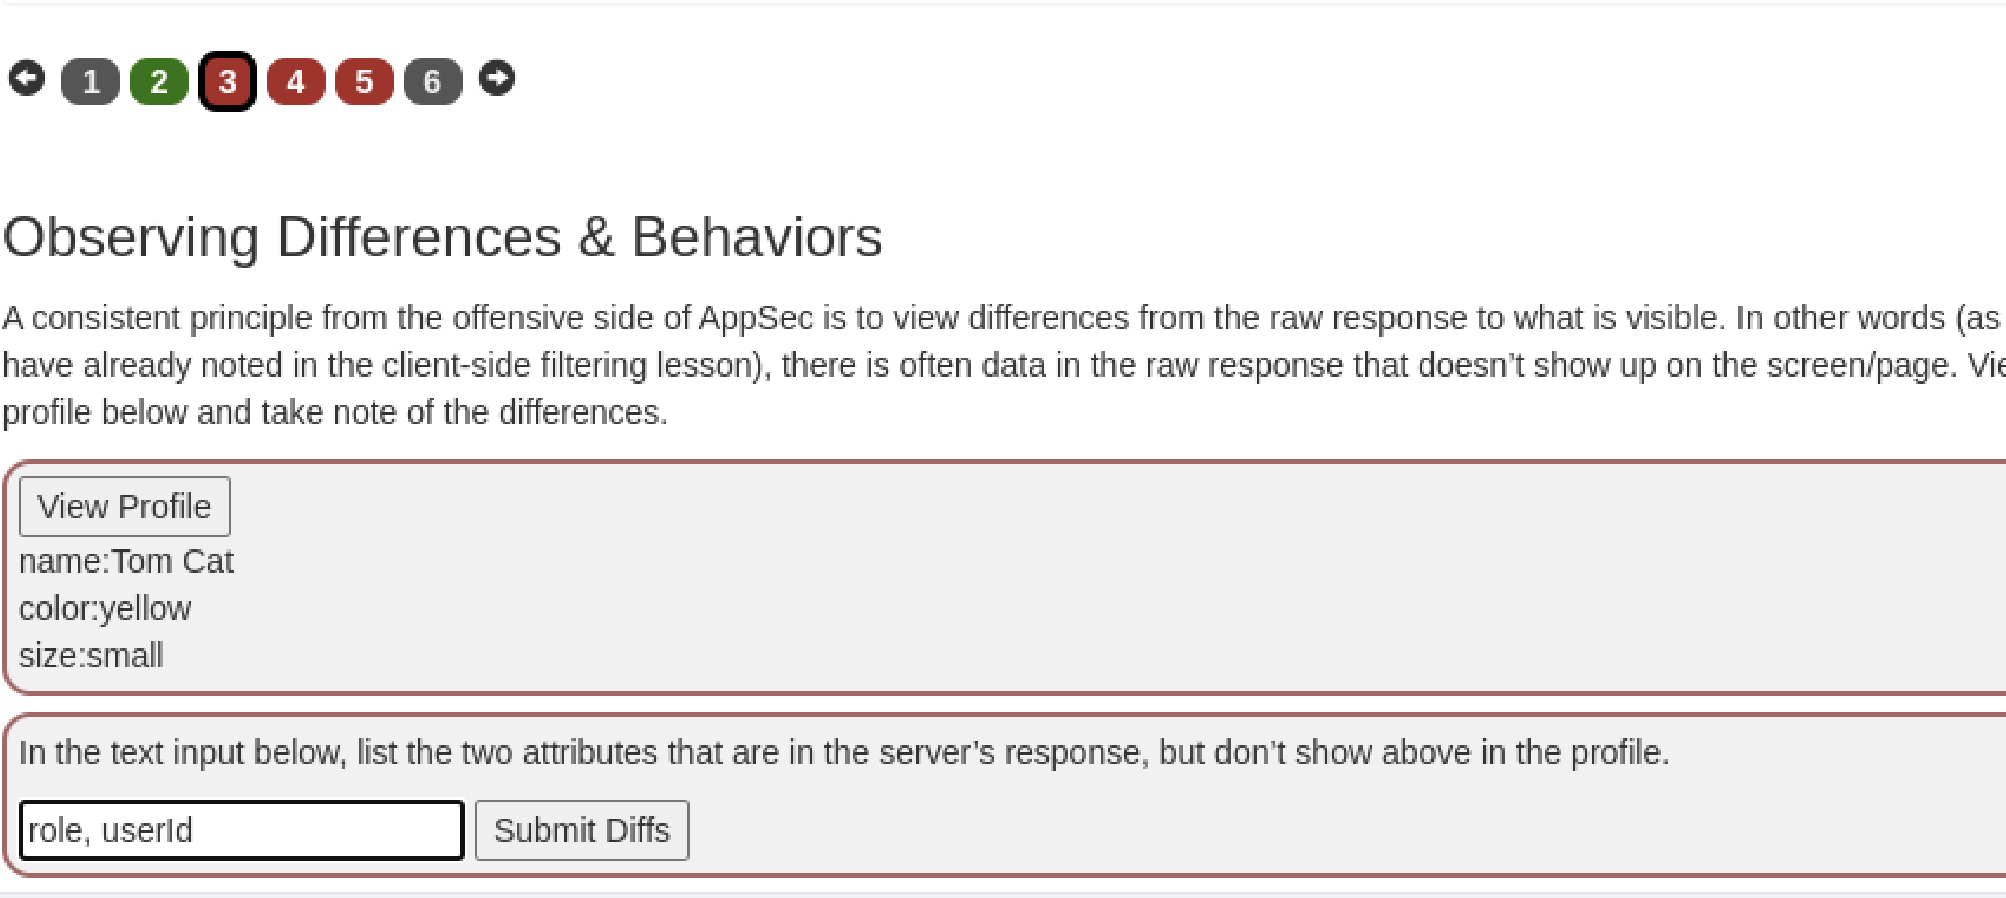 1 2 3 4 5 6
Observing Differences & Behaviors
A consistent principle from the offensive side of AppSec is to view differences from the raw response to what is visible. In other words (as
have already noted in the client-side filtering lesson), there is often data in the raw response that doesn’t show up on the screen/page.
profile below and take note of the differences.
View Profile
name:Tom Cat
color:yellow
size:small
In the text input below, list the two attributes that are in the server’s response, but don’t show above in the profile.
role, userId Submit Diffs